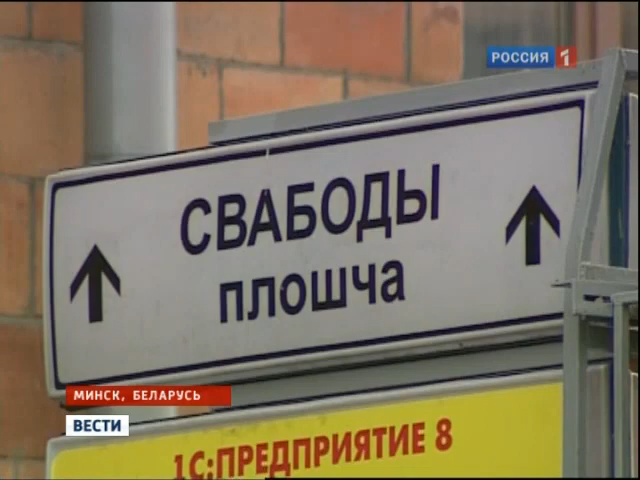 РОССИЯ 1
СВАБОДЫ
плошча
МИНСК, БЕЛАРУСЬ
ВЕСТИ
1С:ПРЕДПРИЯТИЕ 8